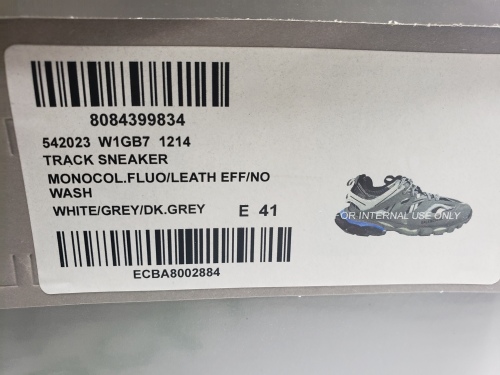 8084399834
542023 W1GB7 1214
TRACK SNEAKER
MONOCOL.FLUO/LEATH EFF/NO
WASH
WHITE/GREY/DK.GREY E 41
FOR INTERNAL USE ONLY
ECBA8002884